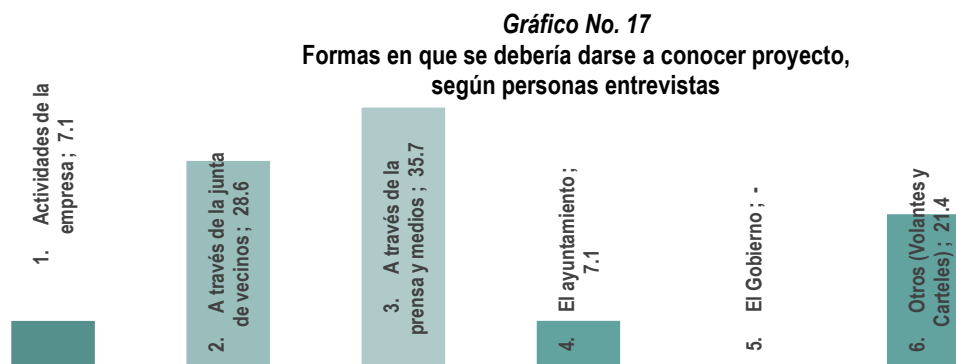 Gráfico No. 17
Formas en que se debería darse a conocer proyecto,
según personas entrevistas
1. Actividades de la
empresa ; 7.1
2. A través de la junta
de vecinos ; 28.6
3. A través de la
prensa y medios ; 35.7
4. El ayuntamiento ;
7.1
5. El Gobierno ; -
6. Otros (Volantes y
Carteles) ; 21.4